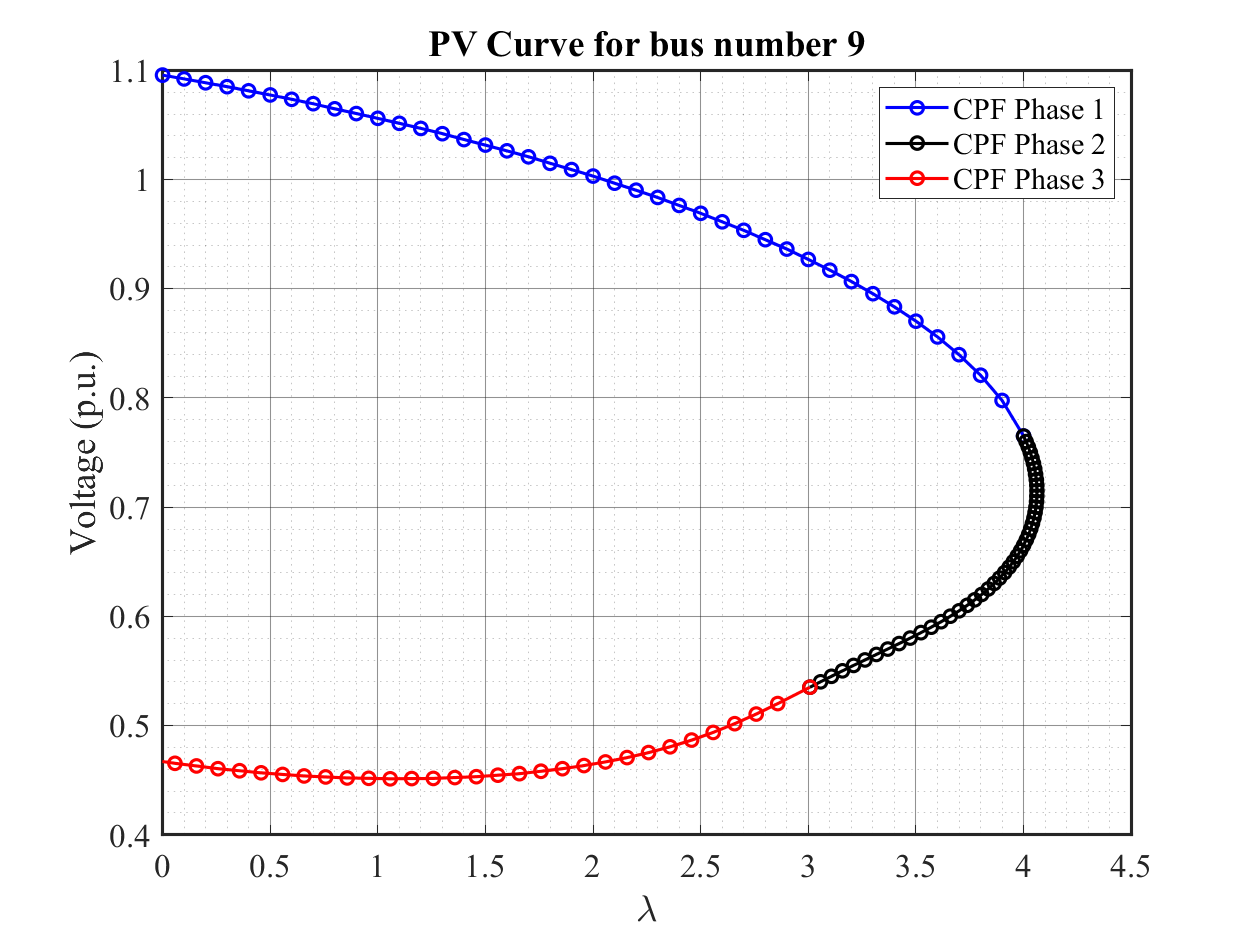 PV Curve for bus number 9
CPF Phase 1
CPF Phase 2
CPF Phase 3
Voltage (p.u.)
1.1
1
0.9
0.8
0.7
0.6
0.5
0.4
0 0.5 1 1.5 2 2.5 3 3.5 4 4.5
λ